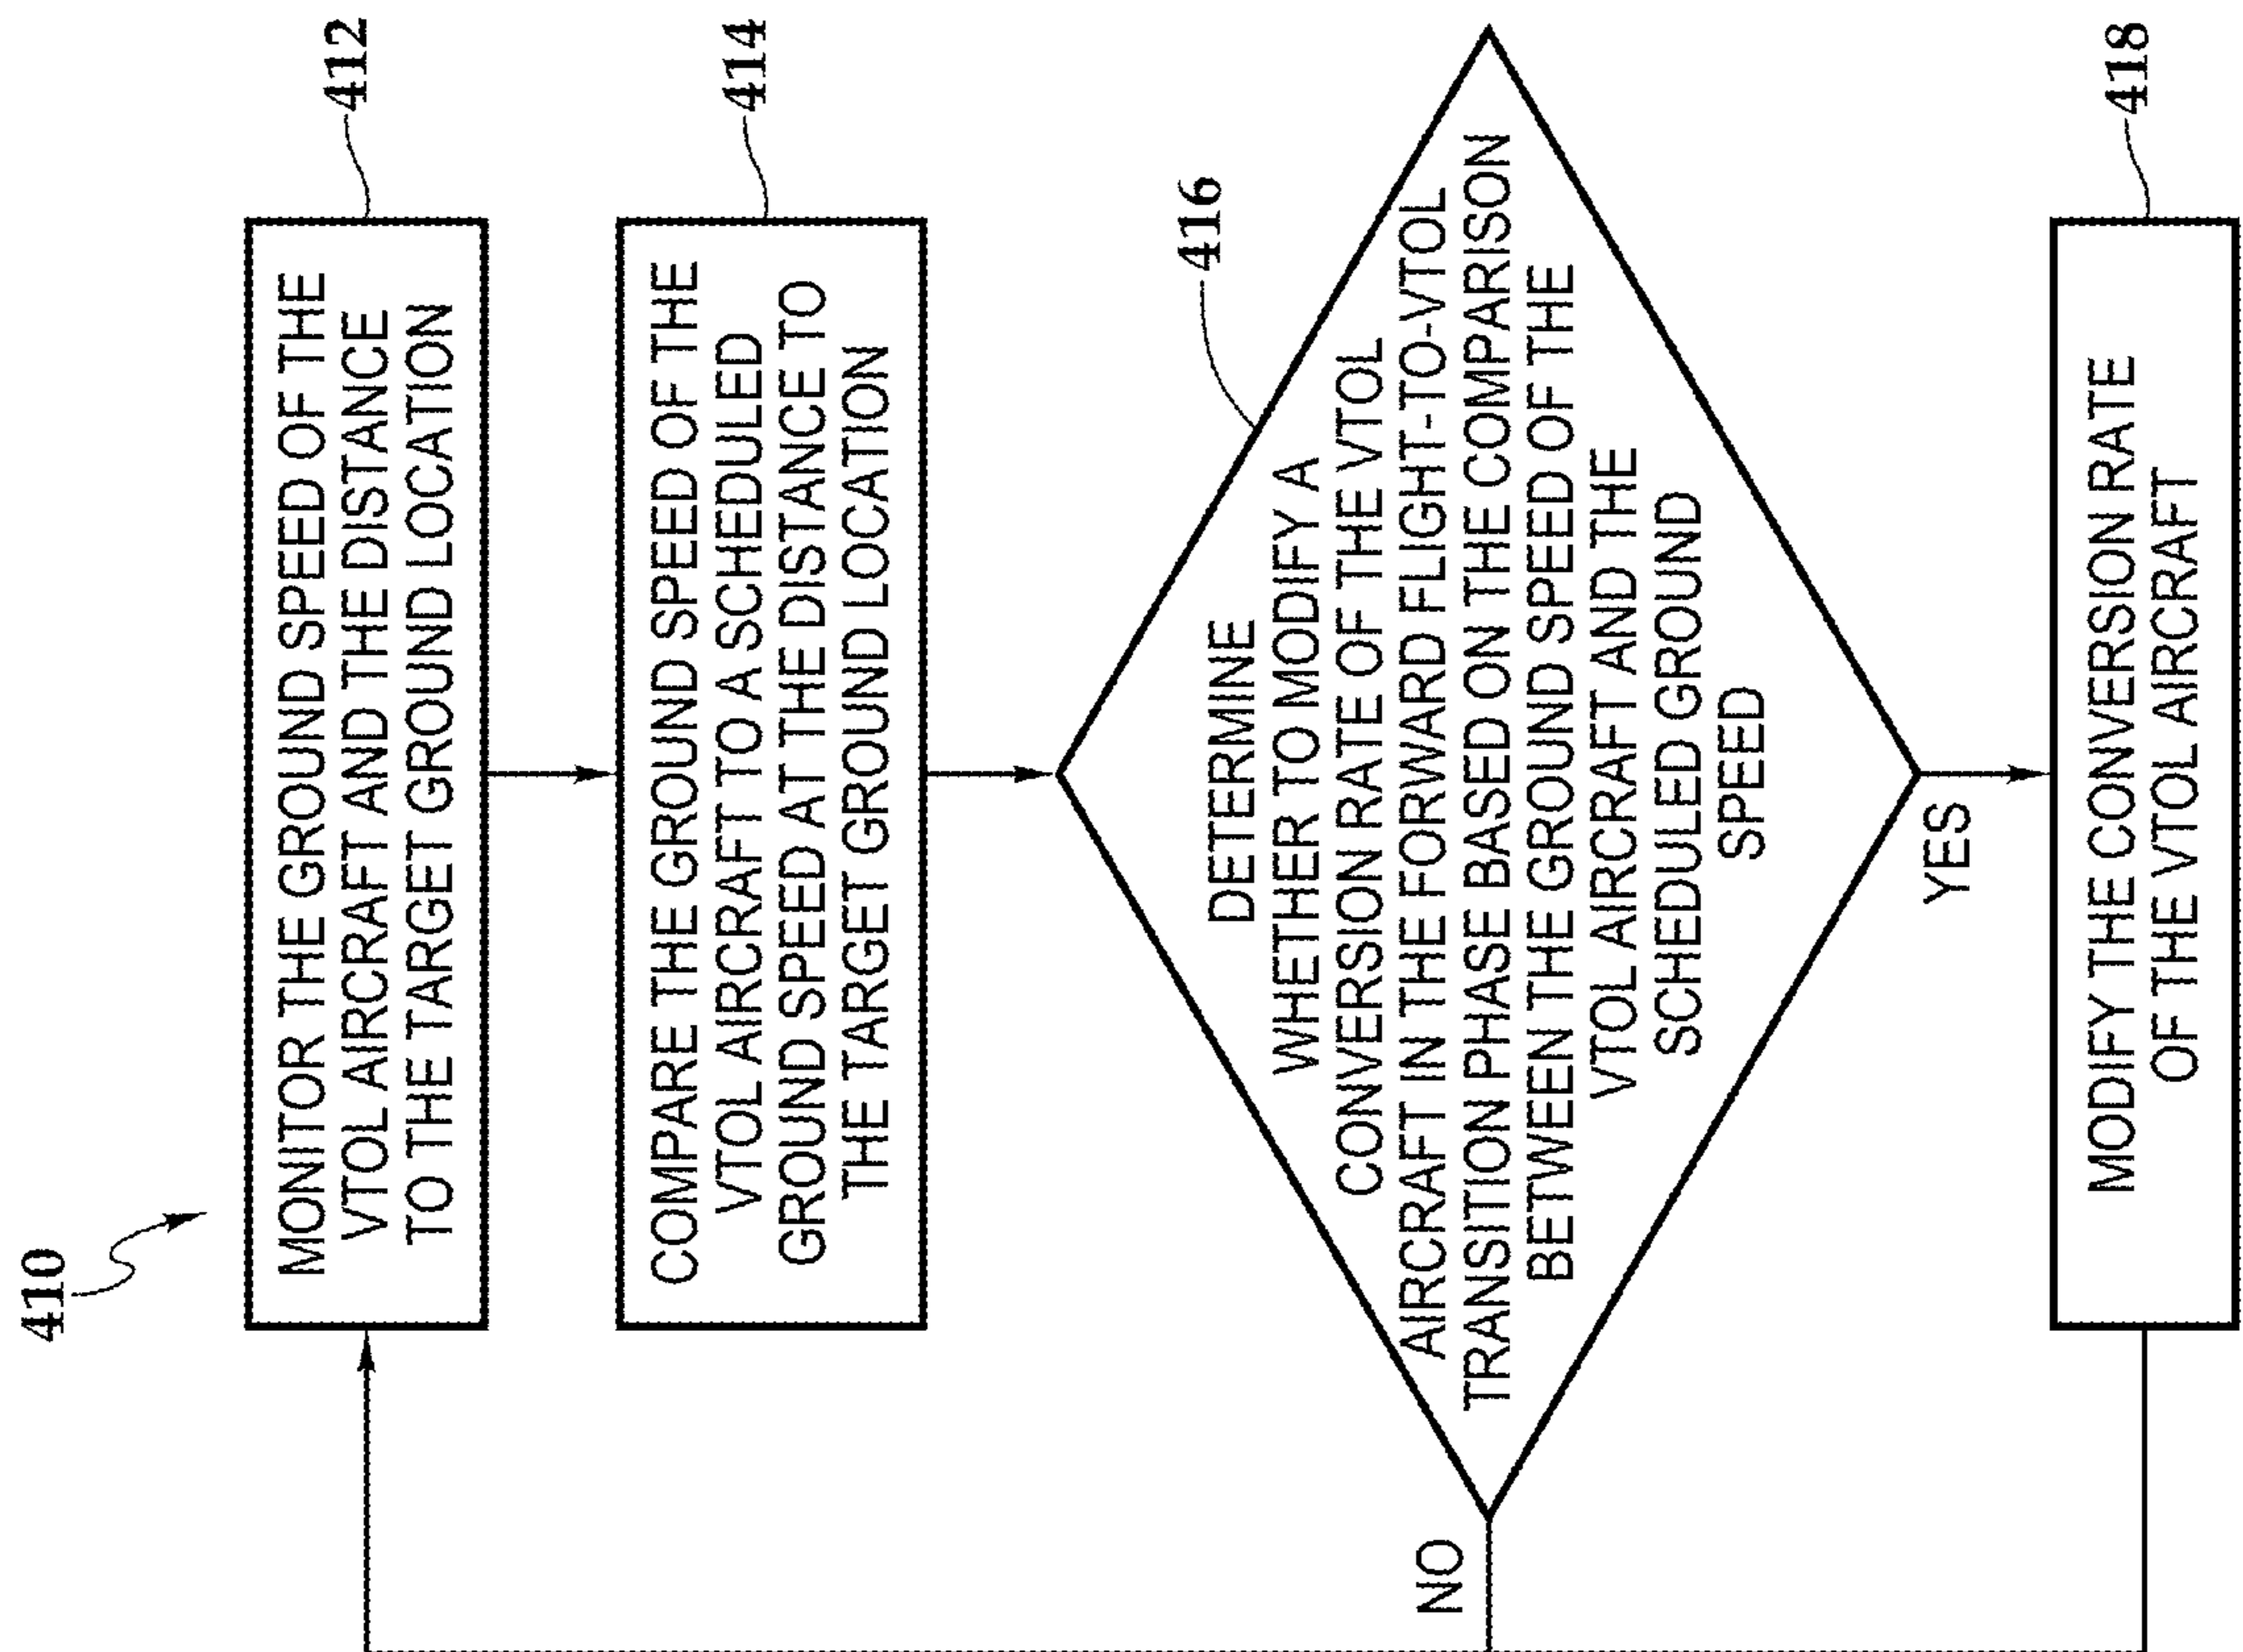 410
MONITOR THE GROUND SPEED OF THE
VTOL AIRCRAFT AND THE DISTANCE
TO THE TARGET GROUND LOCATION
412
COMPARE THE GROUND SPEED OF THE
VTOL AIRCRAFT TO A SCHEDULED
GROUND SPEED AT THE DISTANCE TO
THE TARGET GROUND LOCATION
414
DETERMINE
WHETHER TO MODIFY A
CONVERSION RATE OF THE VTOL
AIRCRAFT IN THE FORWARD FLIGHT-TO-VTOL
TRANSITION PHASE BASED ON THE COMPARISON
BETWEEN THE GROUND SPEED OF THE
VTOL AIRCRAFT AND THE
SCHEDULED GROUND
SPEED
416
NO
YES
MODIFY THE CONVERSION RATE
OF THE VTOL AIRCRAFT
418